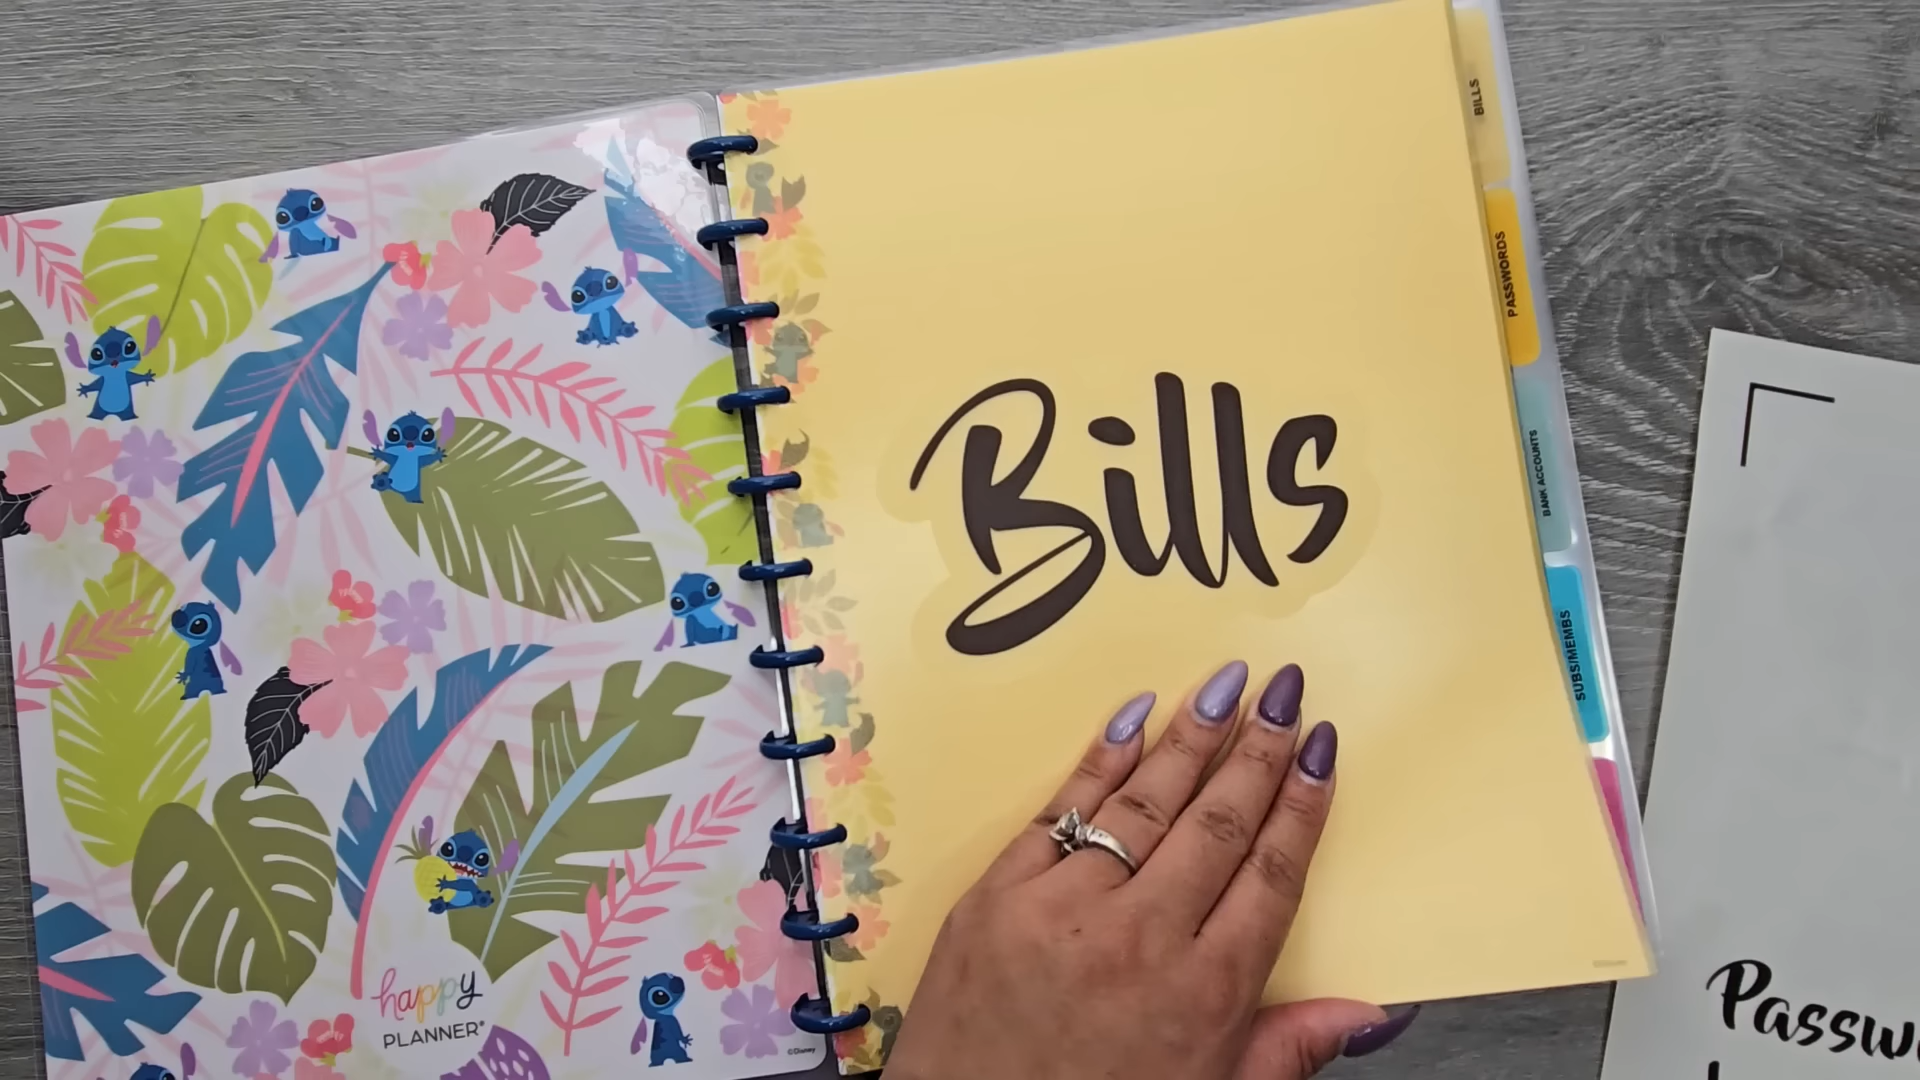 happy
PLANNER®
©Disney
Bills
BILLS
PASSWORDS
BANK ACCOUNTS
SUBS/MEMBS
Passw